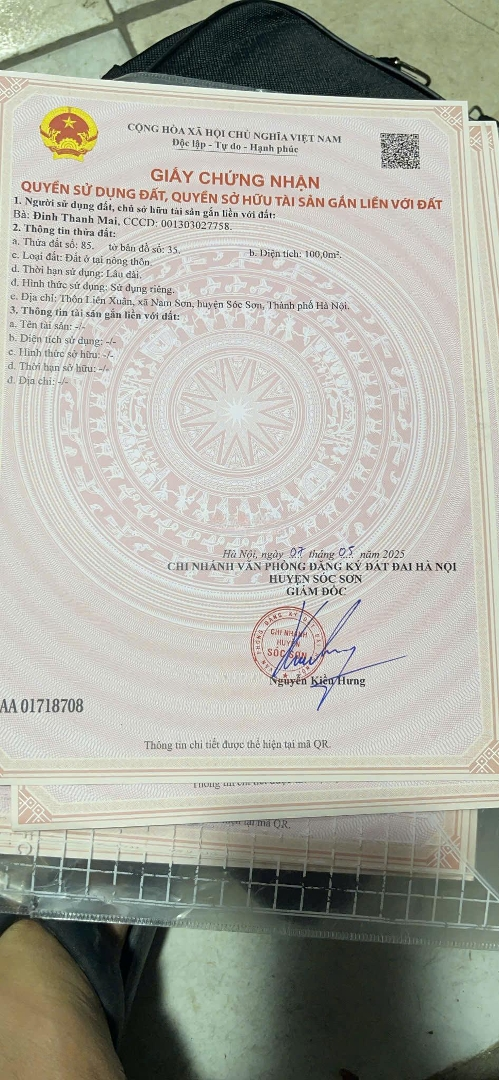 CỘNG HÒA XÃ HỘI CHỦ NGHĨA VIỆT NAM
Độc lập - Tự do - Hạnh phúc
GIẤY CHỨNG NHẬN
QUYỀN SỬ DỤNG ĐẤT, QUYỀN SỞ HỮU TÀI SẢN GẮN LIỀN VỚI ĐẤT
1. Người sử dụng đất, chủ sở hữu tài sản gắn liền với đất:
Bà: Đinh Thanh Mai, CCCD: 001303027758.
2. Thông tin thửa đất:
a. Thửa đất số: 85. tờ bản đồ số: 35. b. Diện tích: 100,0m².
c. Loại đất: Đất ở tại nông thôn.
d. Thời hạn sử dụng: Lâu dài.
đ. Hình thức sử dụng: Sử dụng riêng.
e. Địa chỉ: Thôn Liên Xuân, xã Nam Sơn, huyện Sóc Sơn, Thành phố Hà Nội.
3. Thông tin tài sản gắn liền với đất:
a. Tên tài sản: -/-
b. Diện tích sử dụng: -/-
c. Hình thức sở hữu: -/-
d. Thời hạn sở hữu: -/-
đ. Địa chỉ: -/-
Hà Nội, ngày 07 tháng 05 năm 2025
CHI NHÁNH VĂN PHÒNG ĐĂNG KÝ ĐẤT ĐAI HÀ NỘI
HUYỆN SÓC SƠN
GIÁM ĐỐC
CHI NHÁNH
HUYỆN
SÓC SƠN
Nguyễn Kiều Hưng
AA 01718708
Thông tin chi tiết được thể hiện tại mã QR.
tại mã QR.